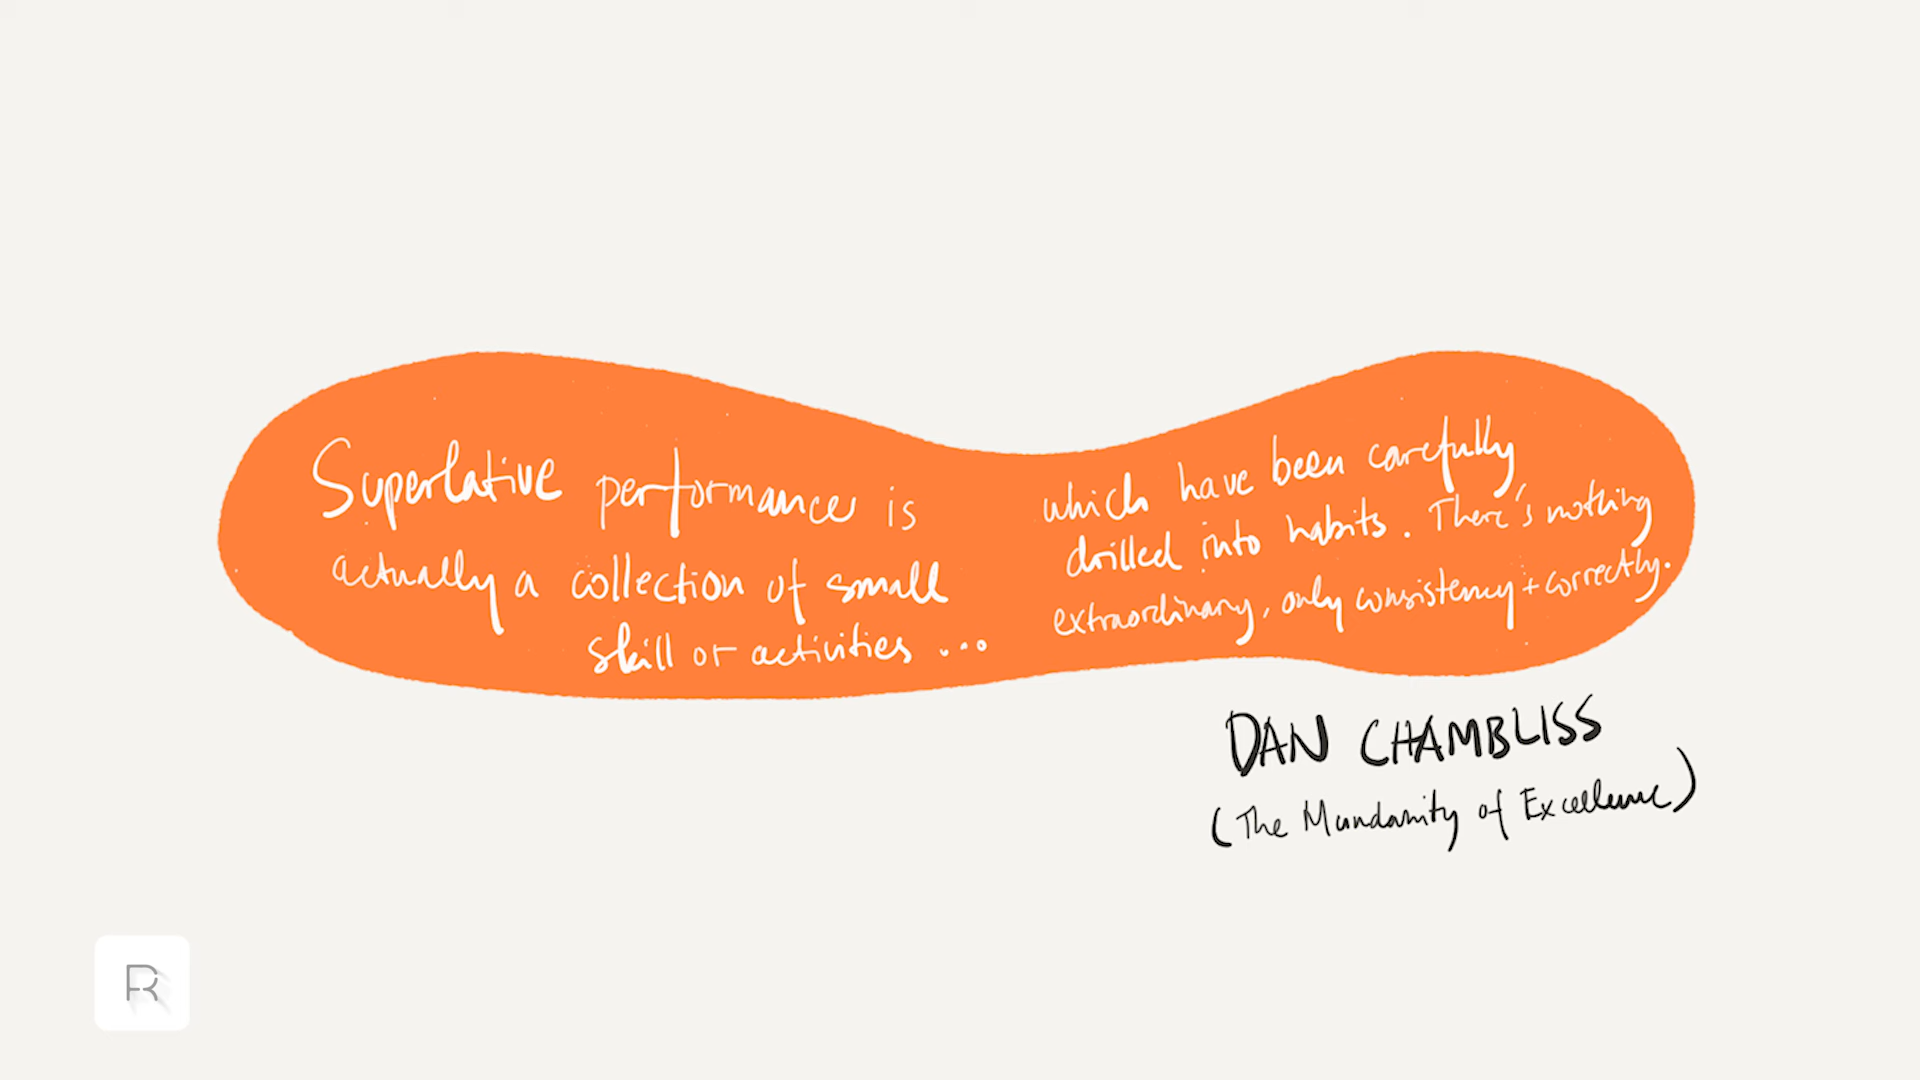 Superlative performance is
actually a collection of small
skill or activities ...
which have been carefully
drilled into habits. There's nothing
extraordinary, only consistency + correctly.
DAN CHAMBLISS
(The Mundanity of Excellence)
R